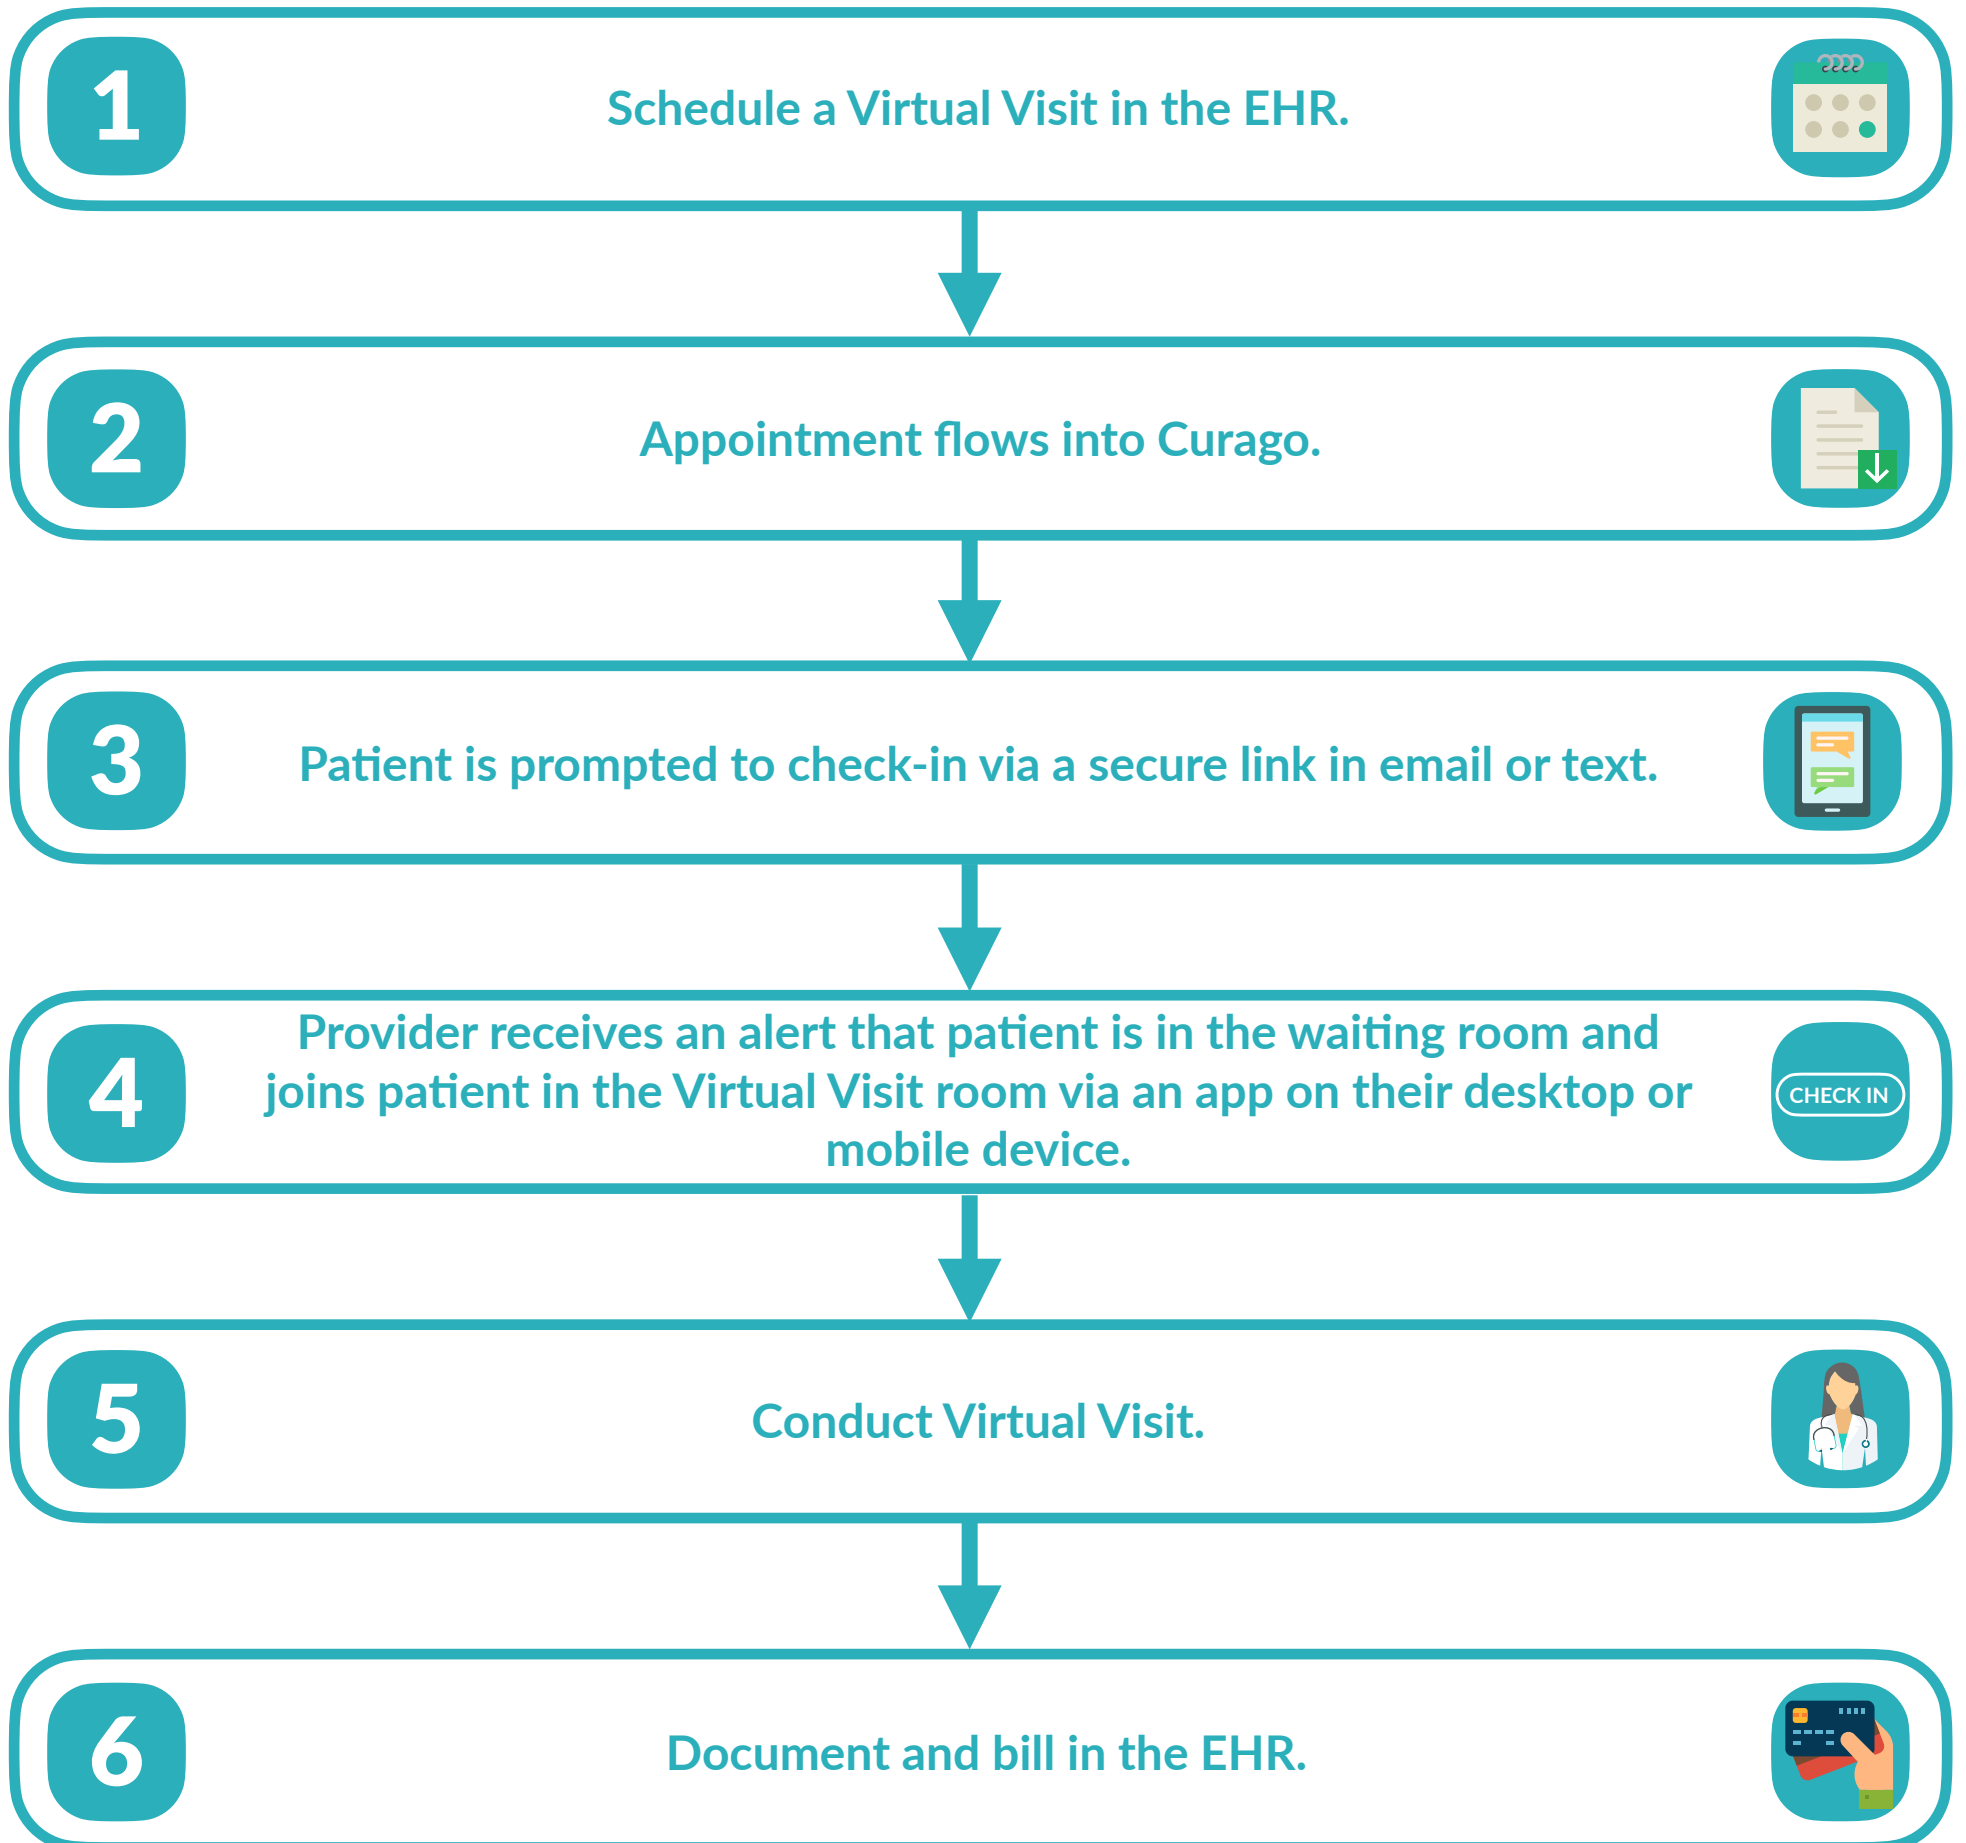 1
Schedule a Virtual Visit in the EHR.
2
Appointment flows into Curago.
3
Patient is prompted to check-in via a secure link in email or text.
4
Provider receives an alert that patient is in the waiting room and
joins patient in the Virtual Visit room via an app on their desktop or
mobile device.
CHECK IN
5
Conduct Virtual Visit.
6
Document and bill in the EHR.